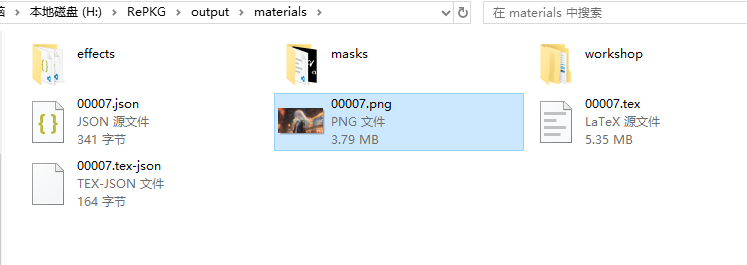 本地磁盘 (H:) › RePKG › output › materials ›
在 materials 中搜索
effects
masks
workshop
00007.json
JSON 源文件
341 字节
00007.png
PNG 文件
3.79 MB
00007.tex
LaTeX 源文件
5.35 MB
00007.tex-json
TEX-JSON 文件
164 字节